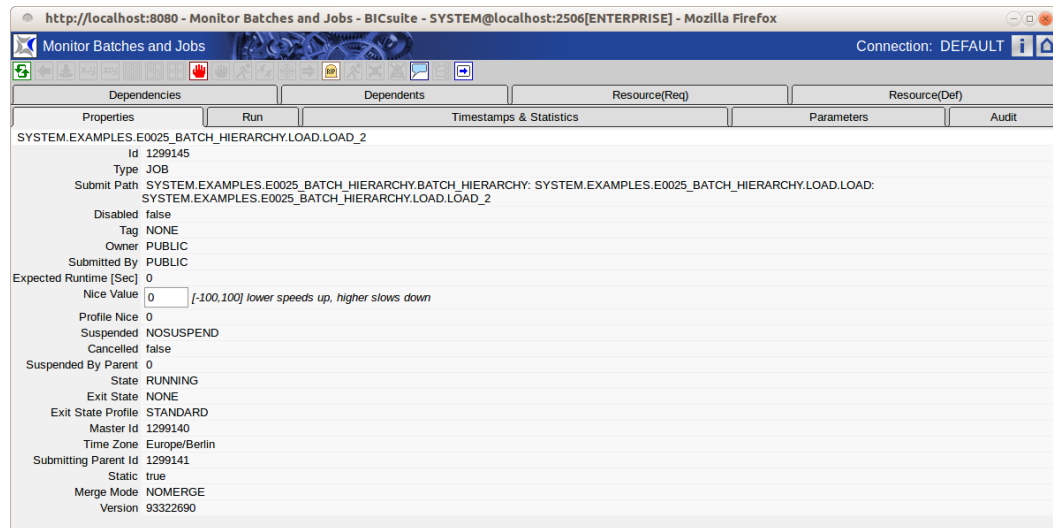 http://localhost:8080 - Monitor Batches and Jobs - BICsuite - SYSTEM@localhost:2506[ENTERPRISE] - Mozilla Firefox
Monitor Batches and Jobs
Connection: DEFAULT
RIP
Dependencies Dependents Resource(Req) Resource(Def)
Properties Run Timestamps & Statistics Parameters Audit
SYSTEM.EXAMPLES.E0025_BATCH_HIERARCHY.LOAD.LOAD_2
Id 1299145
Type JOB
Submit Path SYSTEM.EXAMPLES.E0025_BATCH_HIERARCHY.BATCH_HIERARCHY: SYSTEM.EXAMPLES.E0025_BATCH_HIERARCHY.LOAD.LOAD:
SYSTEM.EXAMPLES.E0025_BATCH_HIERARCHY.LOAD.LOAD_2
Disabled false
Tag NONE
Owner PUBLIC
Submitted By PUBLIC
Expected Runtime [Sec] 0
Nice Value 0 [-100,100] lower speeds up, higher slows down
Profile Nice 0
Suspended NOSUSPEND
Cancelled false
Suspended By Parent 0
State RUNNING
Exit State NONE
Exit State Profile STANDARD
Master Id 1299140
Time Zone Europe/Berlin
Submitting Parent Id 1299141
Static true
Merge Mode NOMERGE
Version 93322690